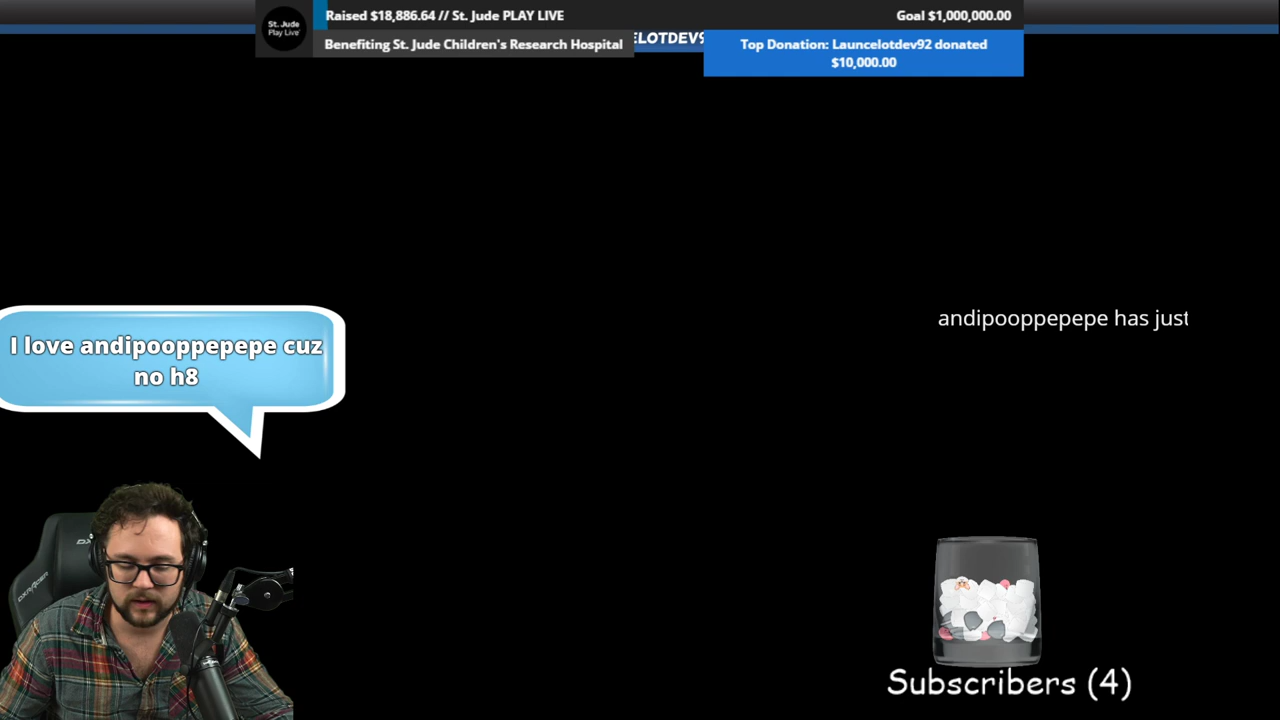 St. Jude
Play Live
Raised $18,886.64 // St. Jude PLAY LIVE
Goal $1,000,000.00
Benefiting St. Jude Children's Research Hospital
ELOTDEV9
Top Donation: Launcelotdev92 donated
$10,000.00
andipooppepepe has just
I love andipooppepepe cuz
no h8
DXRACER
Subscribers (4)